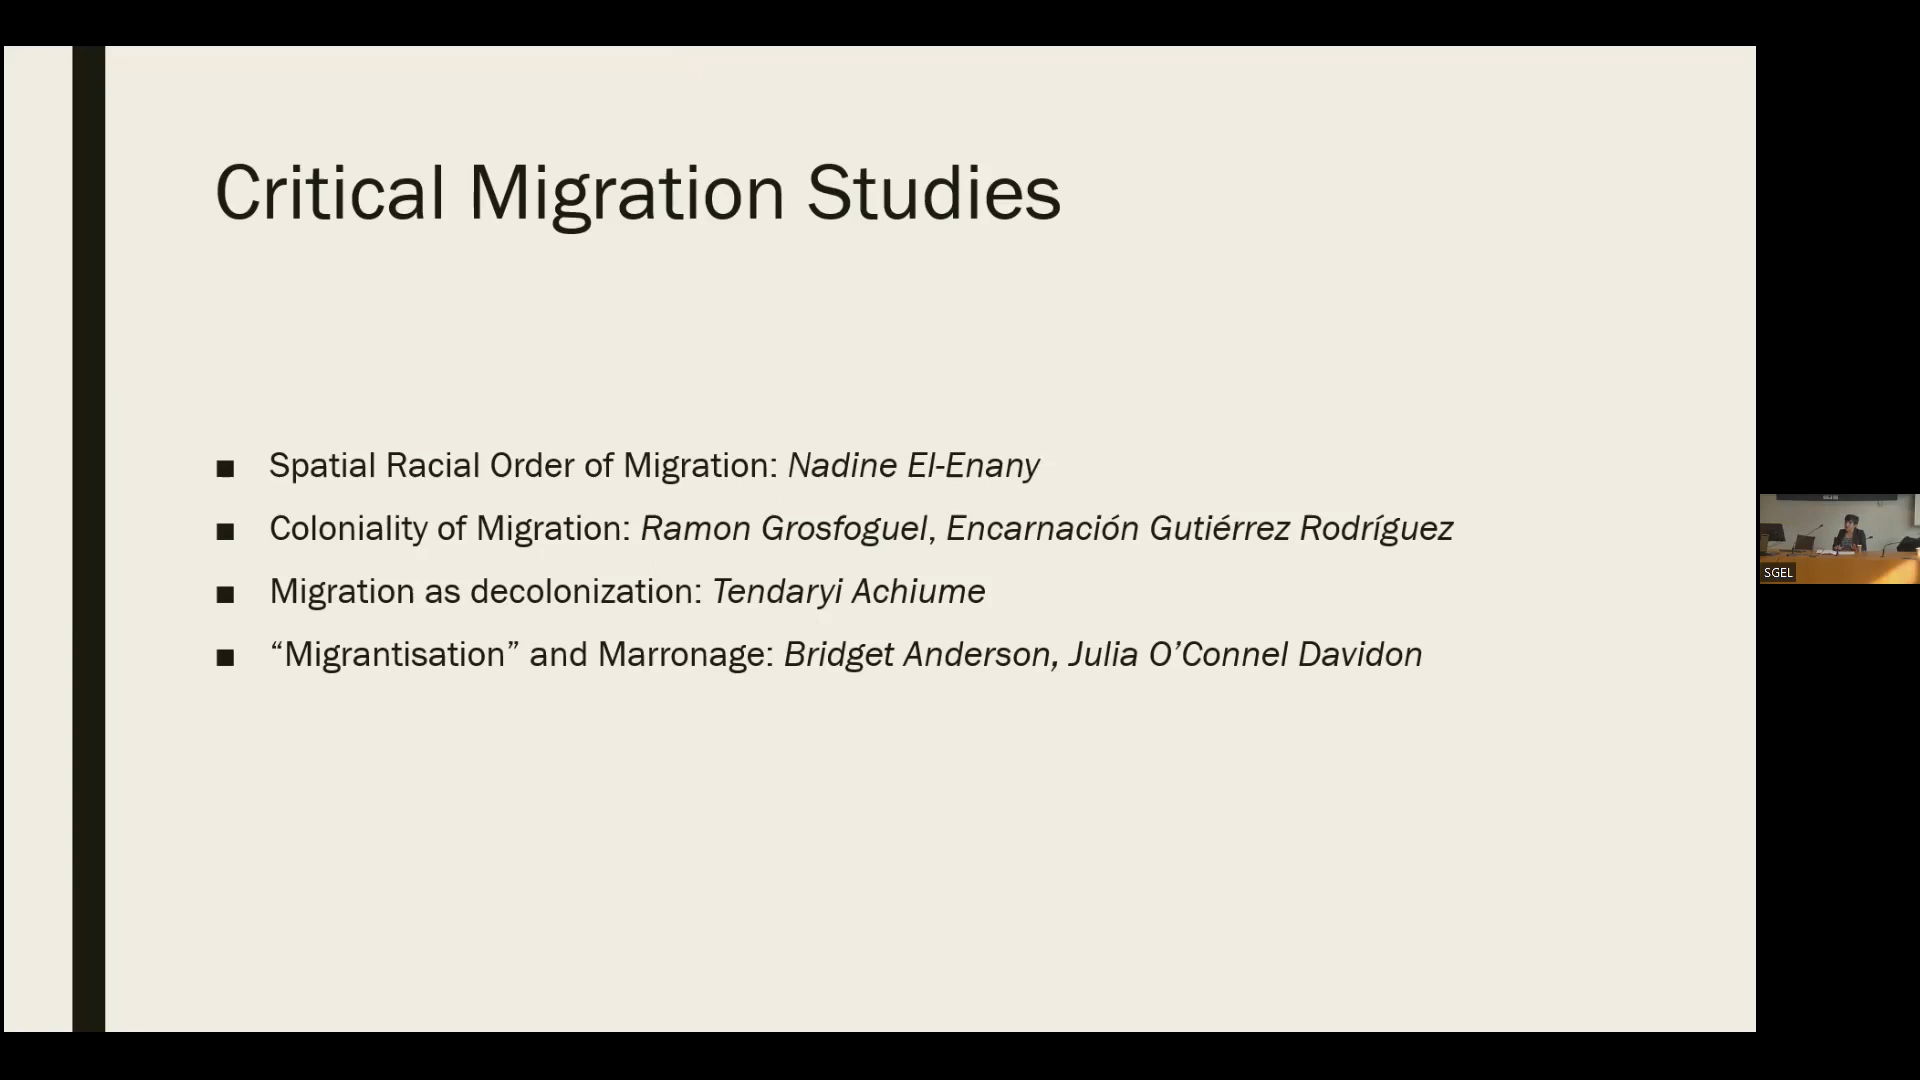 Critical Migration Studies
■ Spatial Racial Order of Migration: Nadine El-Enany
■ Coloniality of Migration: Ramon Grosfoguel, Encarnación Gutiérrez Rodríguez
■ Migration as decolonization: Tendaryi Achiume
■ “Migrantisation” and Marronage: Bridget Anderson, Julia O’Connel Davidon
SGEL